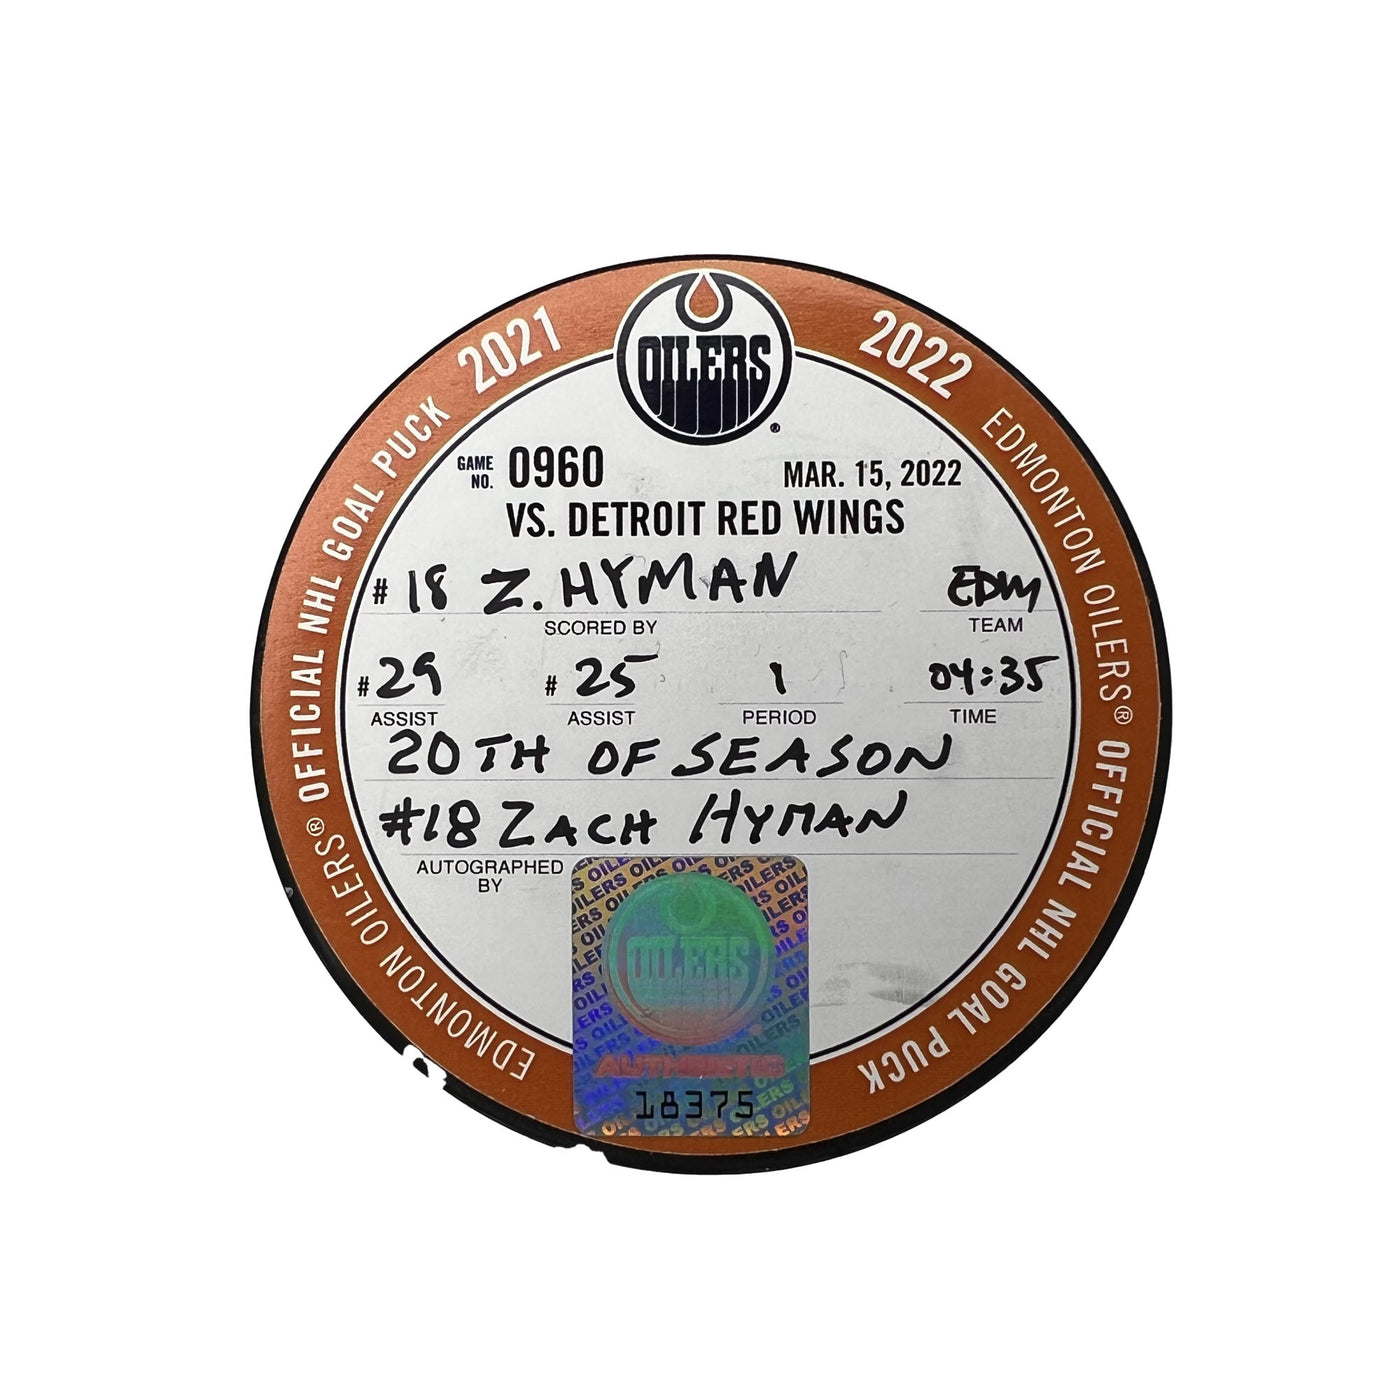 2021
2022
OILERS
EDMONTON OILERS® OFFICIAL NHL GOAL PUCK
EDMONTON OILERS® OFFICIAL NHL GOAL PUCK
GAME NO. 0960 MAR. 15, 2022
VS. DETROIT RED WINGS
# 18 Z. HYMAN EDM
SCORED BY TEAM
# 29 # 25 1 04:35
ASSIST ASSIST PERIOD TIME
20TH OF SEASON
#18 ZACH HYMAN
AUTOGRAPHED
BY
OILERS
AUTHENTIC
18375